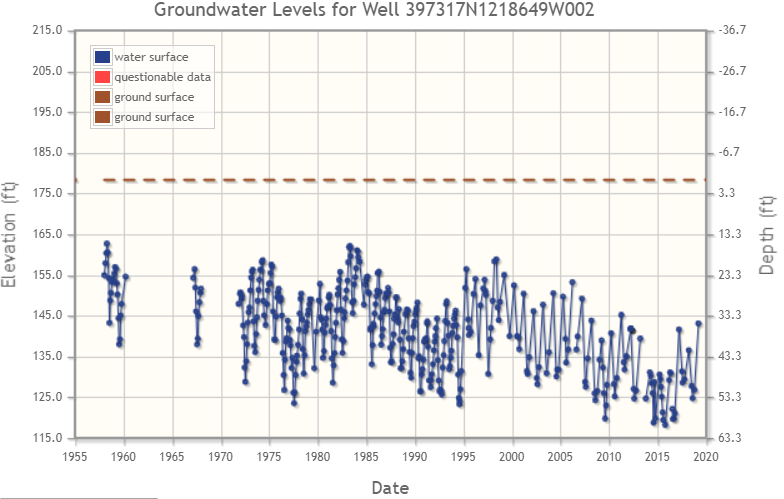 Groundwater Levels for Well 397317N1218649W002
215.0
205.0
195.0
185.0
175.0
165.0
155.0
145.0
135.0
125.0
115.0
Elevation (ft)
water surface
questionable data
ground surface
ground surface
-36.7
-26.7
-16.7
-6.7
3.3
13.3
23.3
33.3
43.3
53.3
63.3
Depth (ft)
1955 1960 1965 1970 1975 1980 1985 1990 1995 2000 2005 2010 2015 2020
Date